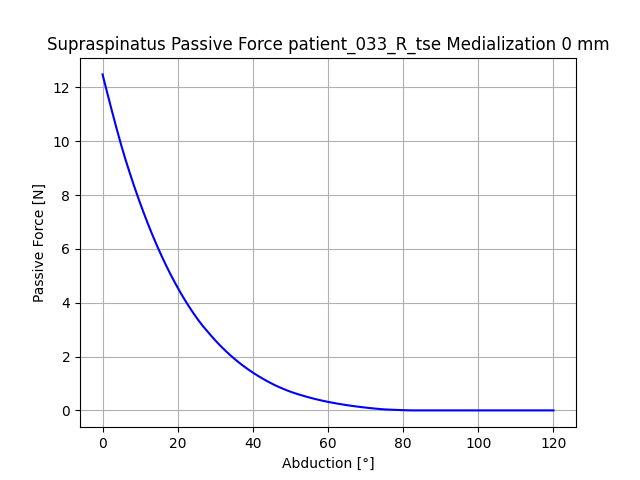 Supraspinatus Passive Force patient_033_R_tse Medialization 0 mm
12
10
8
6
4
2
0
Passive Force [N]
0 20 40 60 80 100 120
Abduction [°]